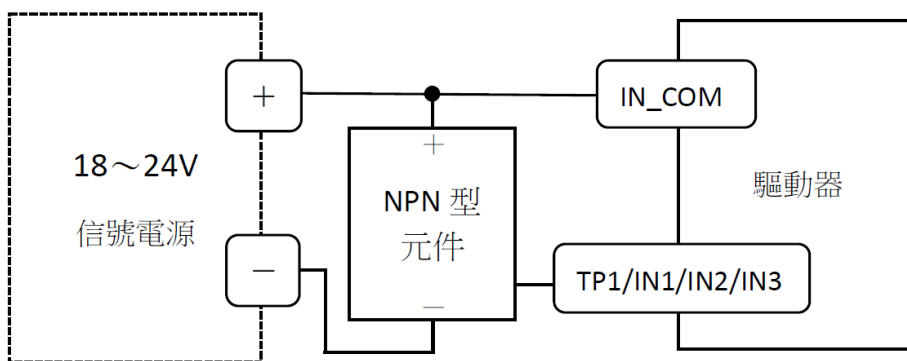 +
IN_COM
18～24V
信號電源
+
NPN 型
元件
驅動器
−
−
TP1/IN1/IN2/IN3